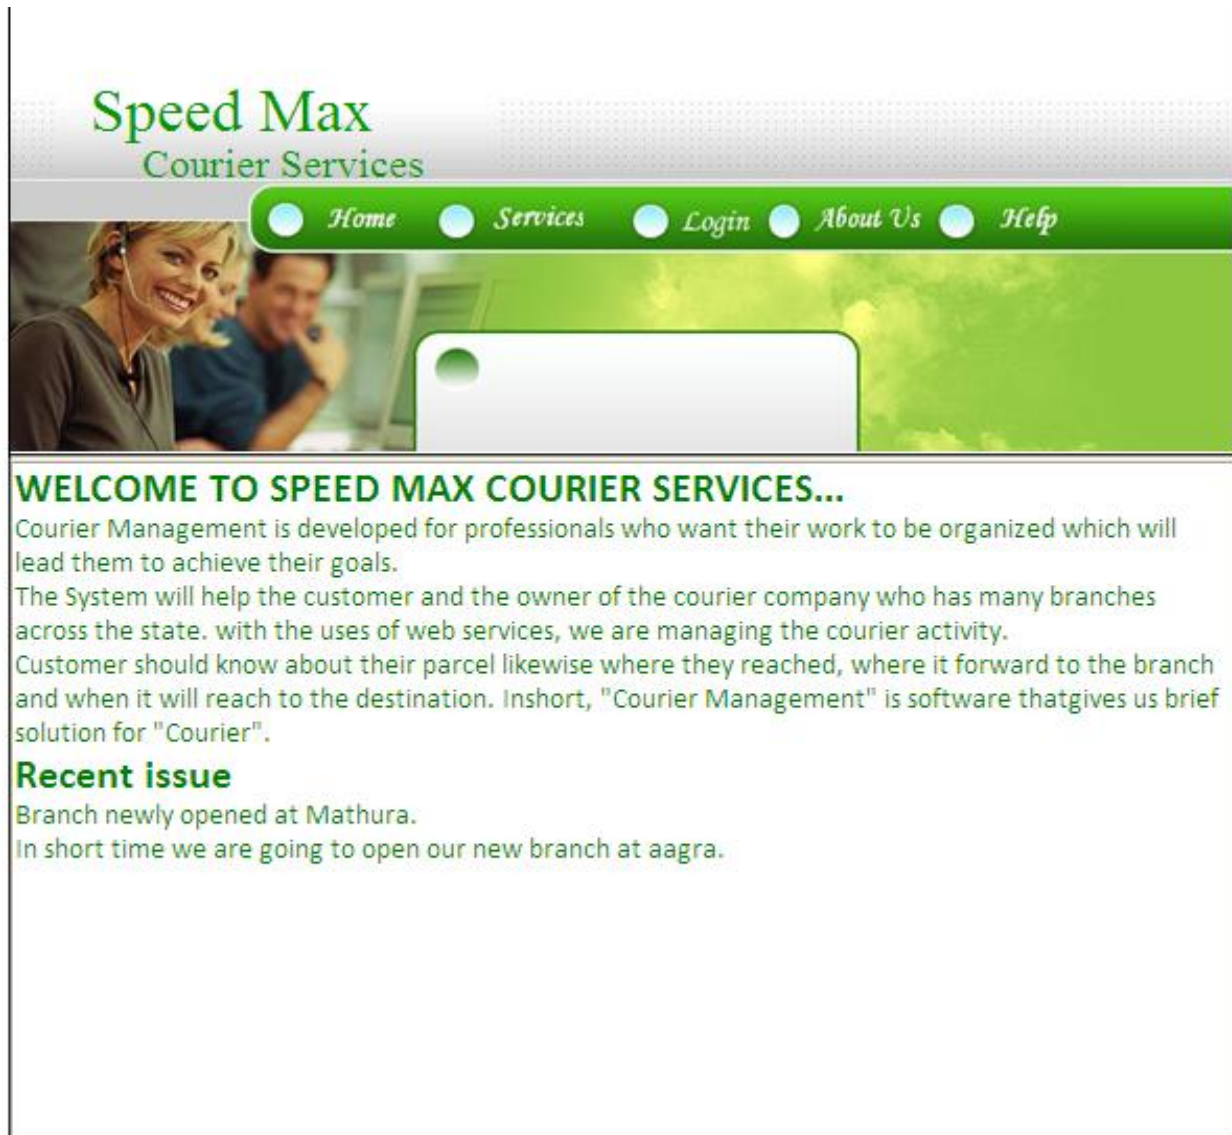 Speed Max
Courier Services
Home Services Login About Us Help
WELCOME TO SPEED MAX COURIER SERVICES...
Courier Management is developed for professionals who want their work to be organized which will
lead them to achieve their goals.
The System will help the customer and the owner of the courier company who has many branches
across the state. with the uses of web services, we are managing the courier activity.
Customer should know about their parcel likewise where they reached, where it forward to the branch
and when it will reach to the destination. Inshort, "Courier Management" is software thatgives us brief
solution for "Courier".
Recent issue
Branch newly opened at Mathura.
In short time we are going to open our new branch at aagra.